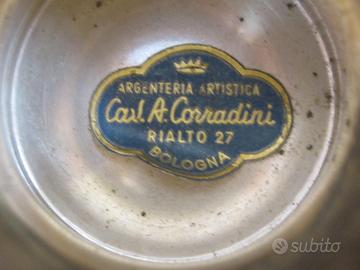 ARGENTERIA ARTISTICA
Cav. A. Corradini
RIALTO 27
BOLOGNA
subito